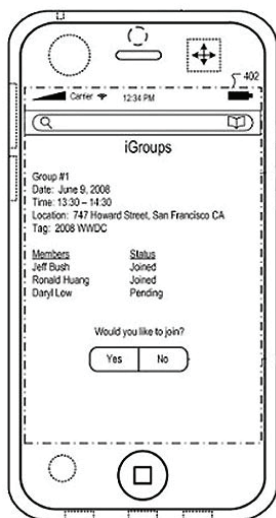 402
Carrier 12:34 PM
iGroups
Group #1
Date: June 9, 2008
Time: 13:30 – 14:30
Location: 747 Howard Street, San Francisco CA
Tag: 2008 WWDC
Members Status
Jeff Bush Joined
Ronald Huang Joined
Daryl Low Pending
Would you like to join?
Yes No